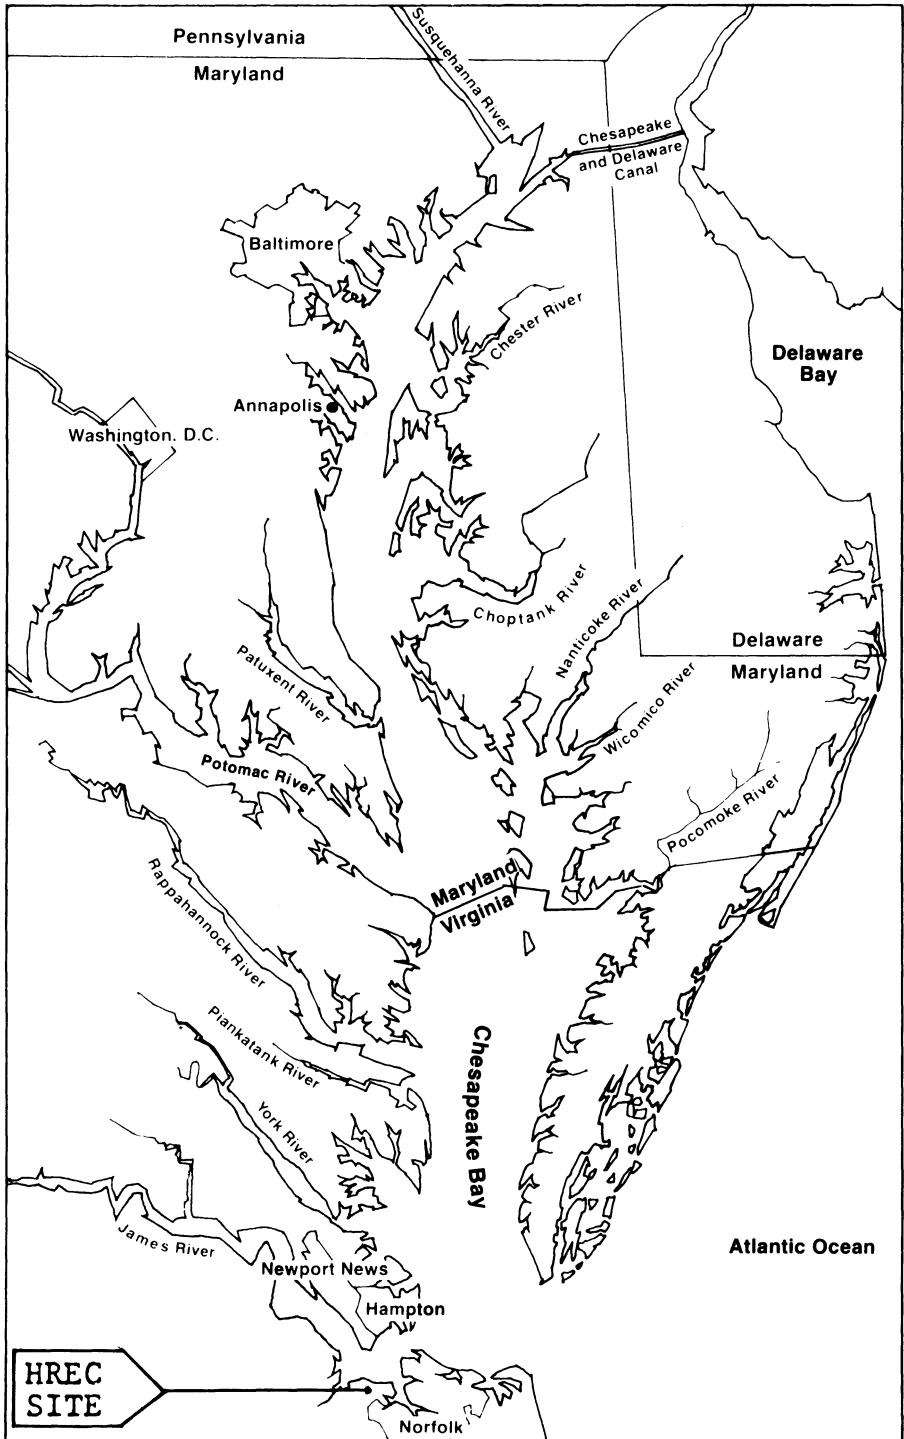 Pennsylvania
Maryland
Susquehanna River
Chesapeake
and Delaware
Canal
Baltimore
Chester River
Delaware
Bay
Annapolis
Washington. D.C.
Choptank River
Nanticoke River
Delaware
Maryland
Patuxent River
Wicomico River
Potomac River
Pocomoke River
Maryland
Virginia
Rappahannock River
Piankatank River
Chesapeake Bay
York River
James River
Atlantic Ocean
Newport News
Hampton
HREC
SITE
Norfolk